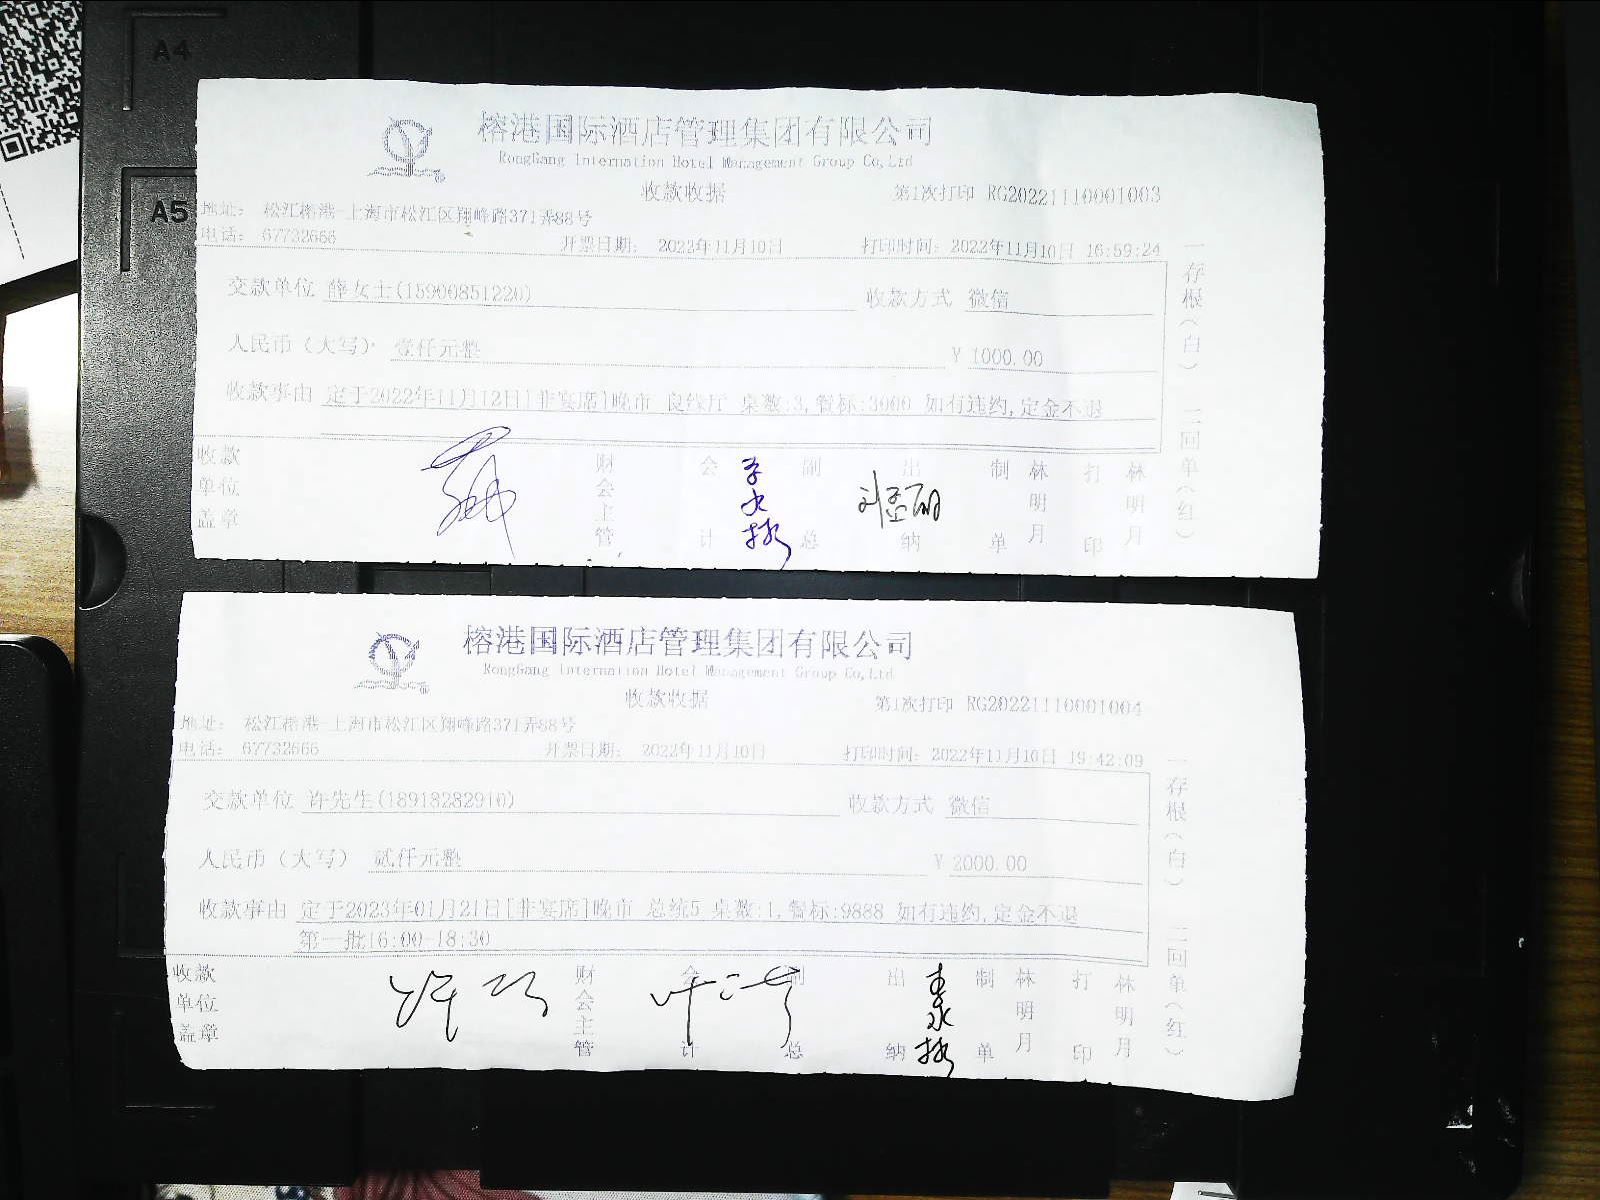 A4
A5
榕港国际酒店管理集团有限公司
RongGang Internation Hotel Management Group Co,Ltd
收款收据
第1次打印 RG20221110001003
地址: 松江榕港-上海市松江区翔峰路371弄88号
电话: 67732666
开票日期: 2022年11月10日
打印时间: 2022年11月10日 16:59:24
交款单位 薛女士(15900851220)
收款方式 微信
人民币(大写) 壹仟元整
¥ 1000.00
收款事由 定于2022年11月12日[非宴席]晚市 良缘厅 桌数:3,餐标:3000 如有违约,定金不退
收款单位盖章
薛
财会主管
会计
副总
出纳
制单
林明月
打印
林明月
一存根(白) 二回单(红)
榕港国际酒店管理集团有限公司
RongGang Internation Hotel Management Group Co,Ltd
收款收据
第1次打印 RG20221110001004
地址: 松江榕港-上海市松江区翔峰路371弄88号
电话: 67732666
开票日期: 2022年11月10日
打印时间: 2022年11月10日 19:42:09
交款单位 许先生(18918282910)
收款方式 微信
人民币(大写) 贰仟元整
¥ 2000.00
收款事由 定于2023年01月21日[非宴席]晚市 总统5 桌数:1,餐标:9888 如有违约,定金不退
第一批16:00-18:30
收款单位盖章
财会主管
会计
副总
出纳
制单
林明月
打印
林明月
一存根(白) 二回单(红)